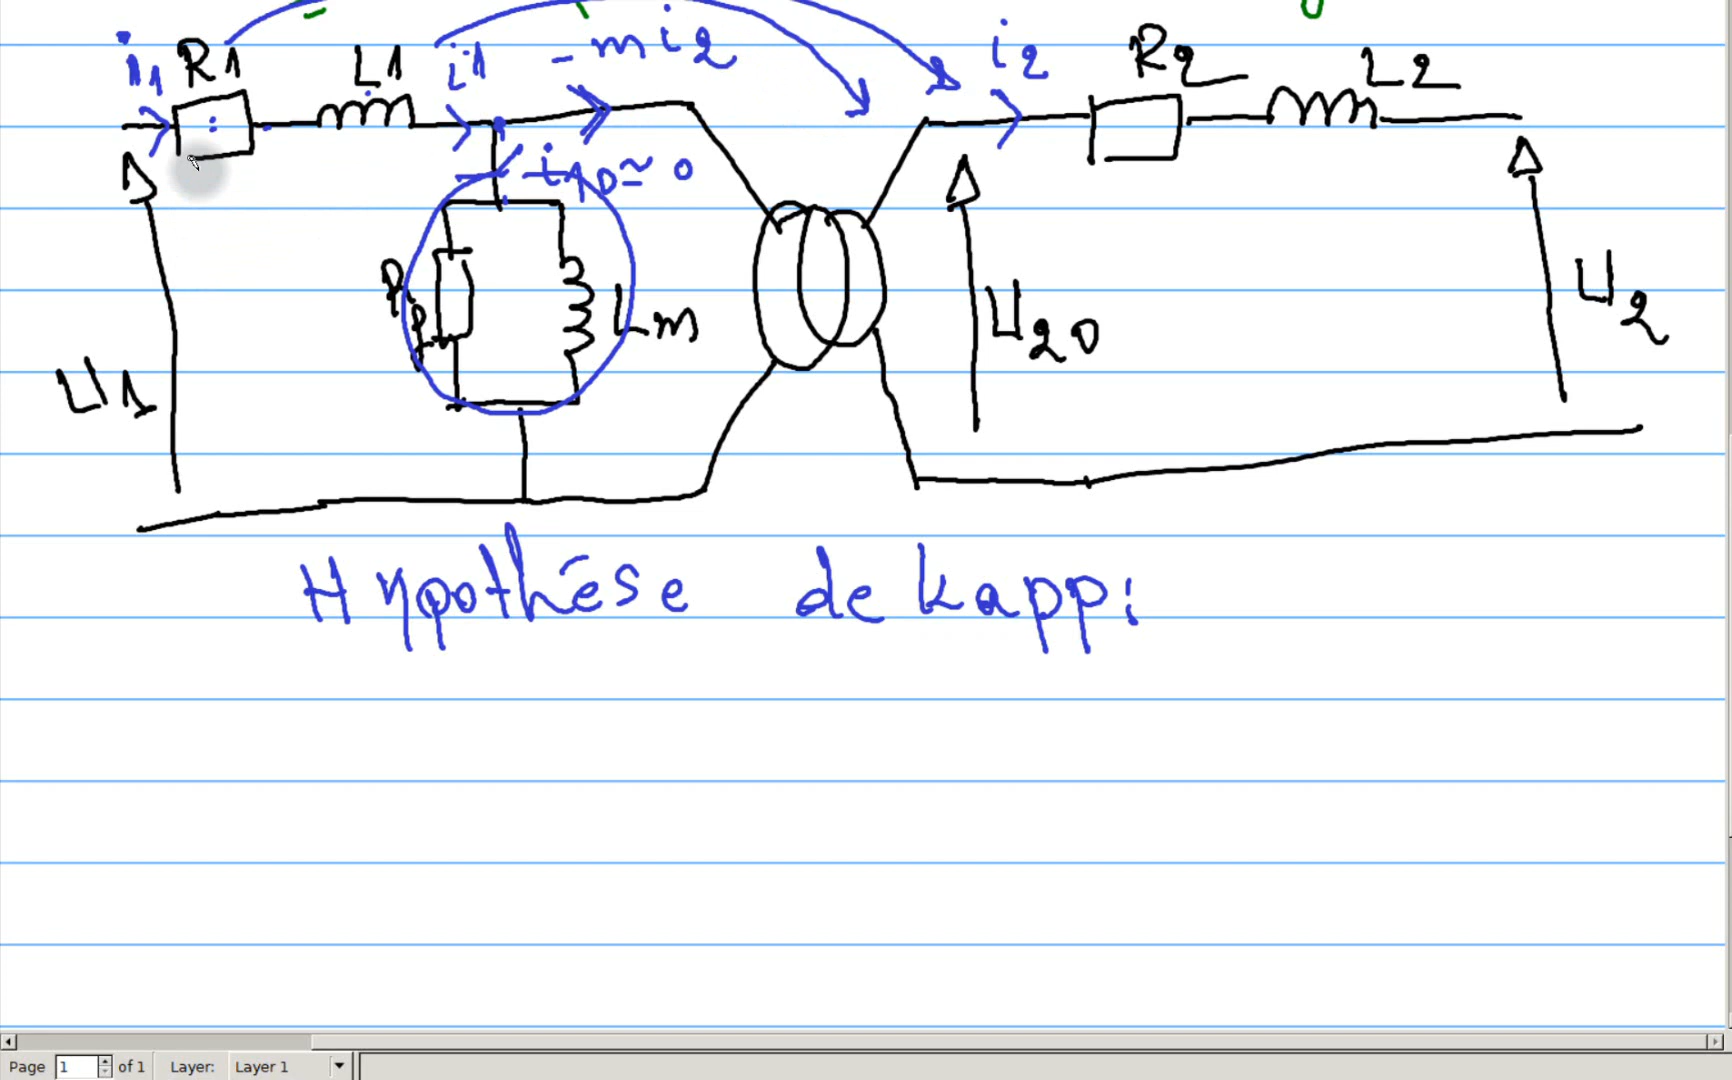 i1 R1 L1 i1 -mi2 i2 R2 L2
i10 ≃ 0
Rf Lm U20 U2
U1
Hypothése de kapp:
Page 1 of 1 Layer: Layer 1